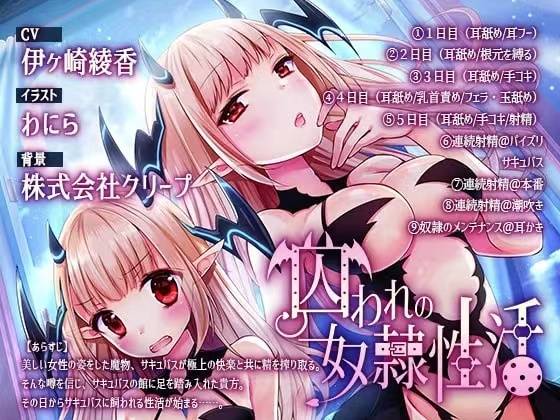 CV
伊ヶ崎綾香
イラスト
わにら
背景
株式会社クリープ
①1日目(耳舐め/耳フー)
②2日目(耳舐め/根元を縛る)
③3日目(耳舐め/手コキ)
④4日目(耳舐め/乳首責め/フェラ・玉舐め)
⑤5日目(耳舐め/手コキ/射精)
⑥連続射精@パイズリ
サキュバス
⑦連続射精@本番
⑧連続射精@潮吹き
⑨奴隷のメンテナンス@耳かき
囚われの
奴隷性活
【あらすじ】
美しい女性の姿をした魔物、サキュバスが極上の快楽と共に精を搾り取る。
そんな噂を信じ、サキュバスの館に足を踏み入れた貴方。
その日からサキュバスに飼われる性活が始まる……。